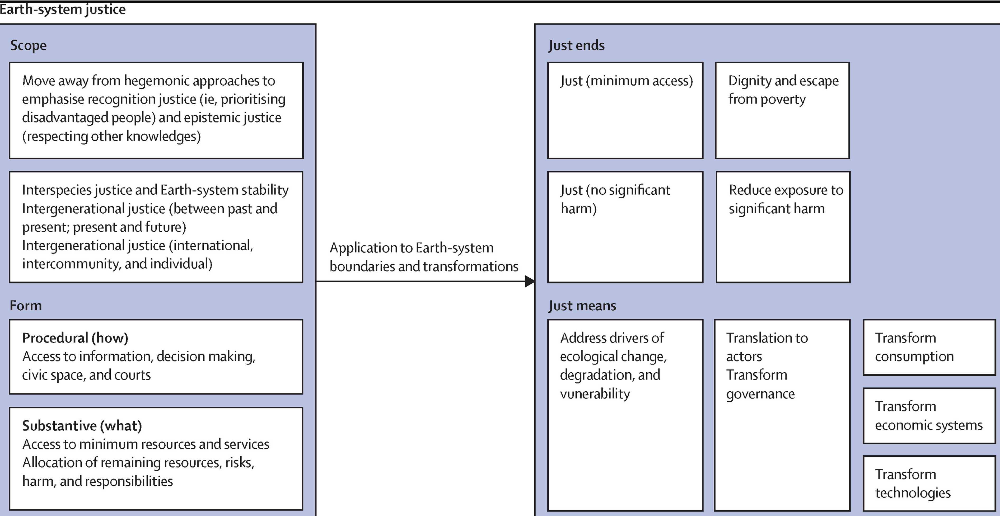 Earth-system justice
Scope
Move away from hegemonic approaches to
emphasise recognition justice (ie, prioritising
disadvantaged people) and epistemic justice
(respecting other knowledges)
Interspecies justice and Earth-system stability
Intergenerational justice (between past and
present; present and future)
Intergenerational justice (international,
intercommunity, and individual)
Form
Procedural (how)
Access to information, decision making,
civic space, and courts
Substantive (what)
Access to minimum resources and services
Allocation of remaining resources, risks,
harm, and responsibilities
Application to Earth-system
boundaries and transformations
Just ends
Just (minimum access)
Dignity and escape
from poverty
Just (no significant
harm)
Reduce exposure to
significant harm
Just means
Address drivers of
ecological change,
degradation, and
vunerability
Translation to
actors
Transform
governance
Transform
consumption
Transform
economic systems
Transform
technologies